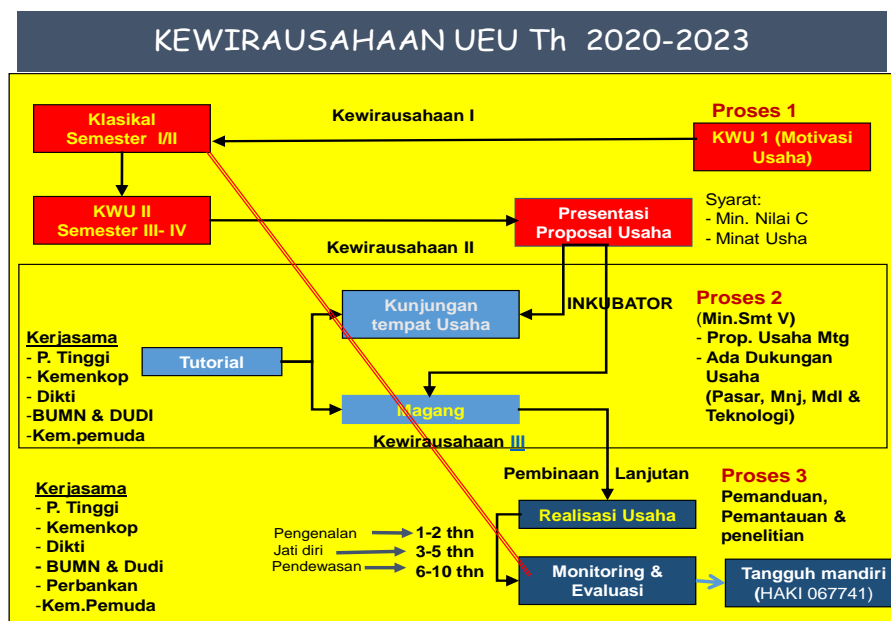 KEWIRAUSAHAAN UEU Th 2020-2023
Klasikal
Semester I/II
Kewirausahaan I
Proses 1
KWU 1 (Motivasi
Usaha)
KWU II
Semester III- IV
Presentasi
Proposal Usaha
Syarat:
- Min. Nilai C
- Minat Usha
Kewirausahaan II
Kunjungan
tempat Usaha
INKUBATOR
Proses 2
(Min.Smt V)
- Prop. Usaha Mtg
- Ada Dukungan
Usaha
(Pasar, Mnj, Mdl &
Teknologi)
Kerjasama
- P. Tinggi
- Kemenkop
- Dikti
-BUMN & DUDI
-Kem.pemuda
Tutorial
Magang
Kewirausahaan III
Pembinaan Lanjutan
Proses 3
Pemanduan,
Pemantauan &
penelitian
Kerjasama
- P. Tinggi
- Kemenkop
- Dikti
- BUMN & Dudi
- Perbankan
-Kem.Pemuda
Realisasi Usaha
Pengenalan 1-2 thn
Jati diri 3-5 thn
Pendewasan 6-10 thn
Monitoring &
Evaluasi
Tangguh mandiri
(HAKI 067741)